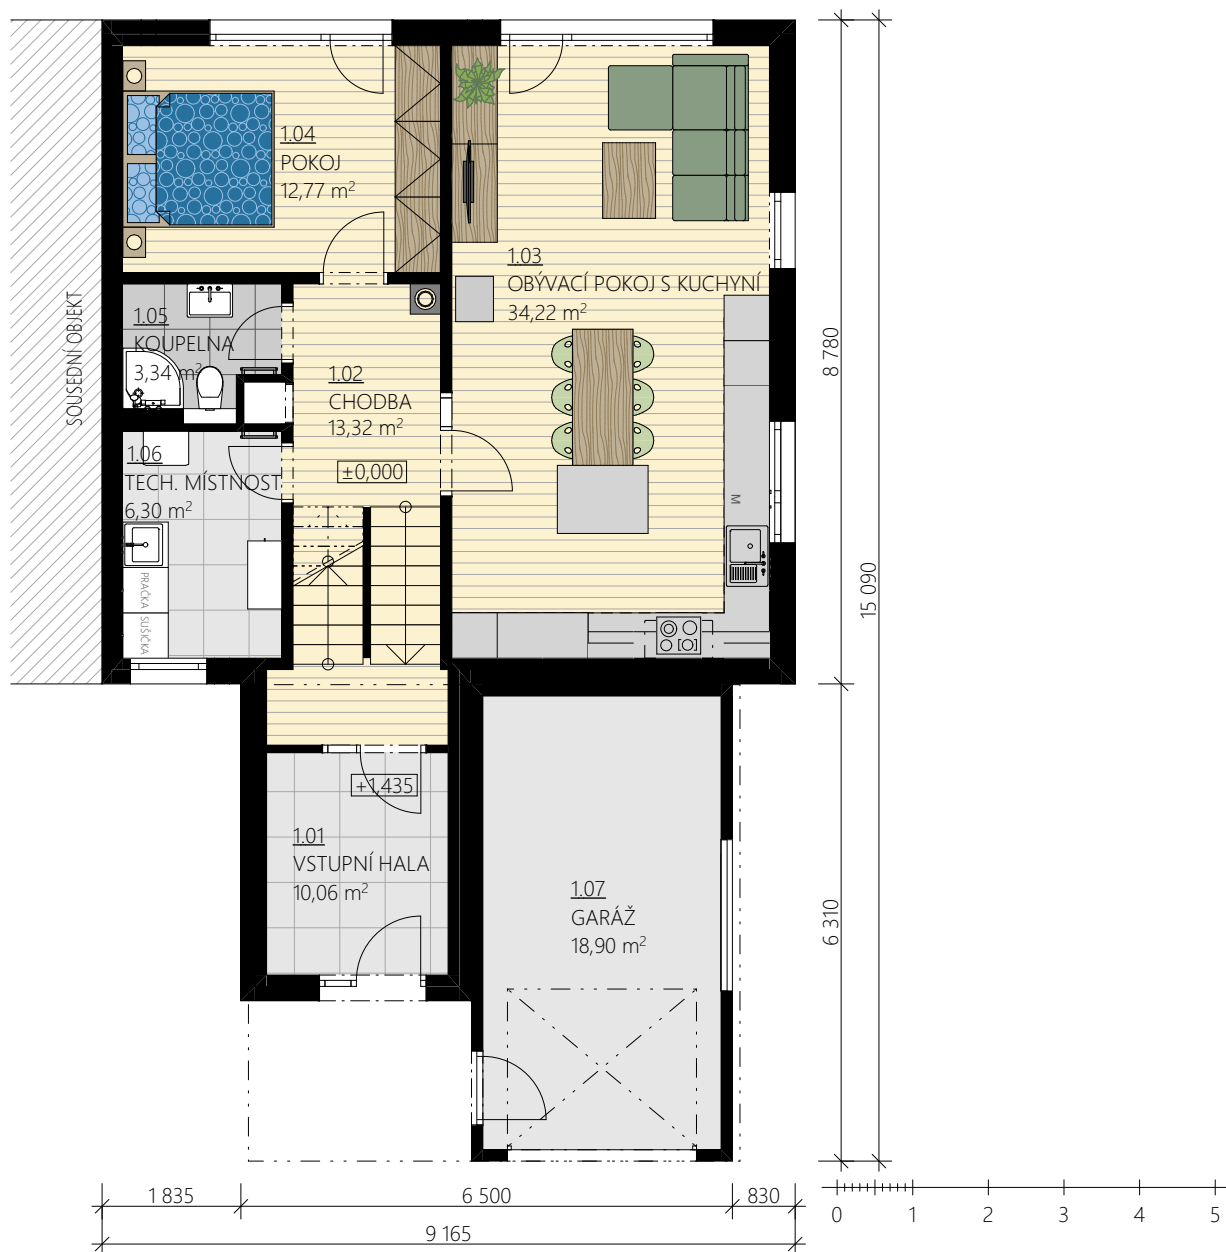 1.04
POKOJ
12,77 m²
1.03
OBÝVACÍ POKOJ S KUCHYNÍ
34,22 m²
SOUSEDNÍ OBJEKT
1.05
KOUPELNA
3,34 m²
1.02
CHODBA
13,32 m²
±0,000
1.06
TECH. MÍSTNOST
6,30 m²
M
PRAČKA
SUŠIČKA
+1,435
1.01
VSTUPNÍ HALA
10,06 m²
1.07
GARÁŽ
18,90 m²
8 780
15 090
6 310
1 835
6 500
830
9 165
0 1 2 3 4 5